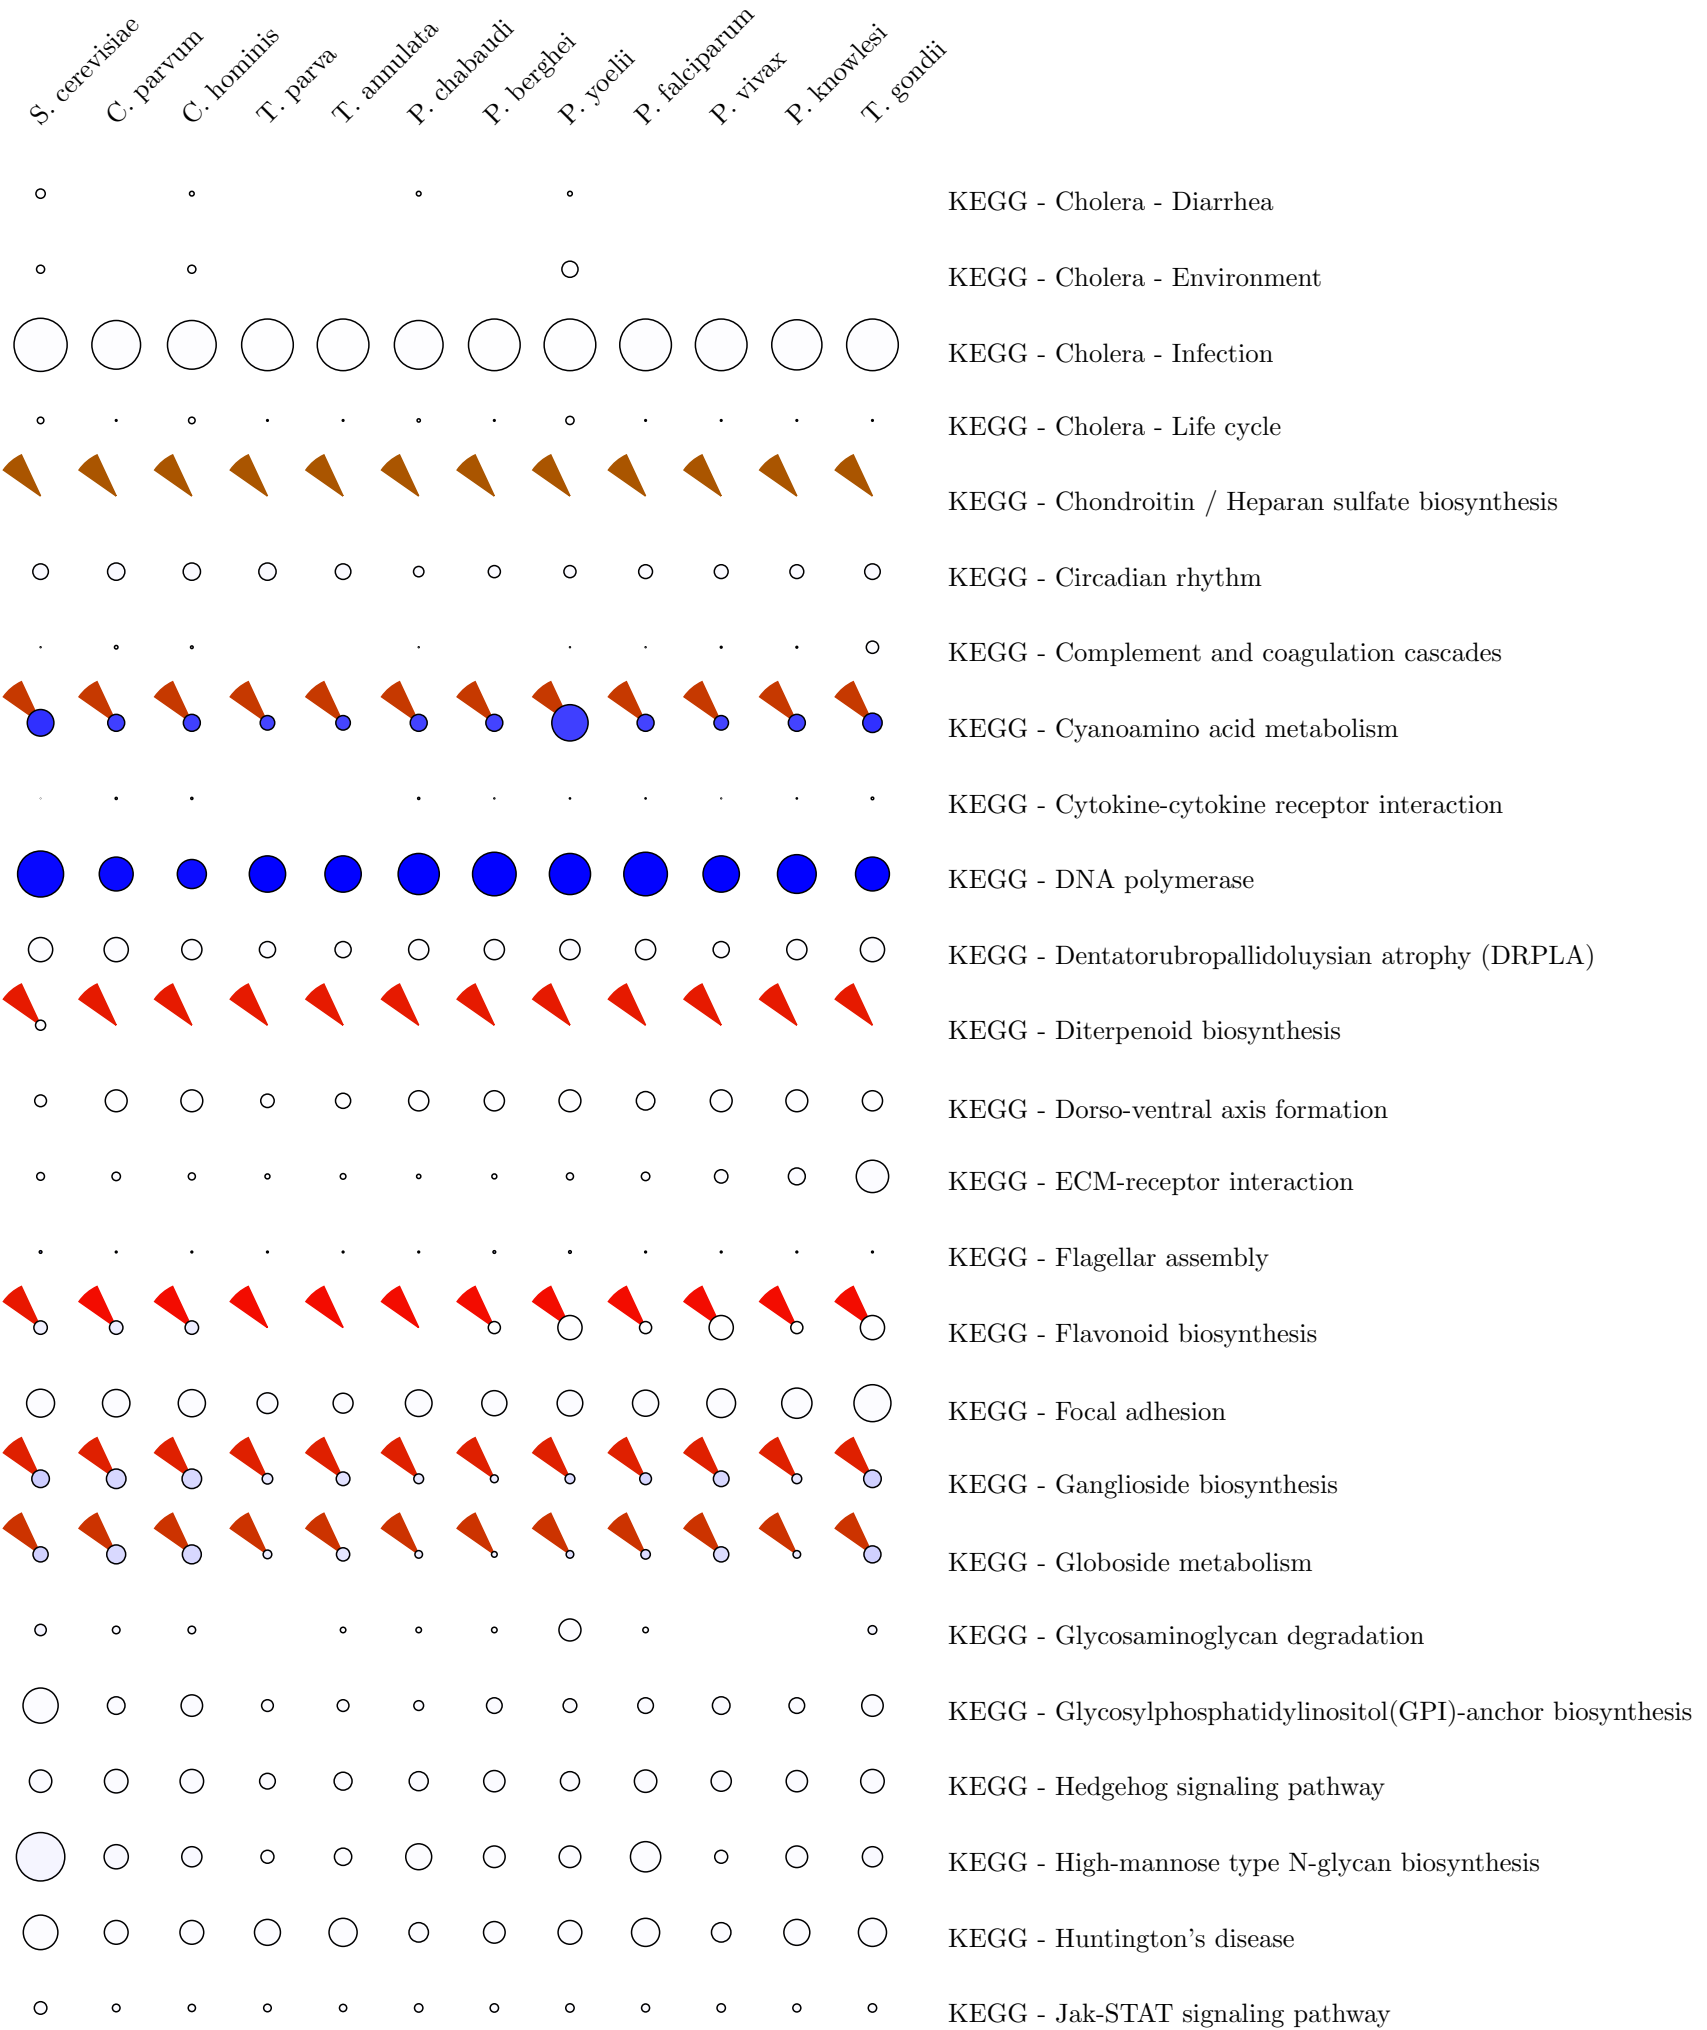 S. cerevisiae
C. parvum
C. hominis
T. parva
T. annulata
P. chabaudi
P. berghei
P. yoelii
P. falciparum
P. vivax
P. knowlesi
T. gondii
KEGG - Cholera - Diarrhea
KEGG - Cholera - Environment
KEGG - Cholera - Infection
KEGG - Cholera - Life cycle
KEGG - Chondroitin / Heparan sulfate biosynthesis
KEGG - Circadian rhythm
KEGG - Complement and coagulation cascades
KEGG - Cyanoamino acid metabolism
KEGG - Cytokine-cytokine receptor interaction
KEGG - DNA polymerase
KEGG - Dentatorubropallidoluysian atrophy (DRPLA)
KEGG - Diterpenoid biosynthesis
KEGG - Dorso-ventral axis formation
KEGG - ECM-receptor interaction
KEGG - Flagellar assembly
KEGG - Flavonoid biosynthesis
KEGG - Focal adhesion
KEGG - Ganglioside biosynthesis
KEGG - Globoside metabolism
KEGG - Glycosaminoglycan degradation
KEGG - Glycosylphosphatidylinositol(GPI)-anchor biosynthesis
KEGG - Hedgehog signaling pathway
KEGG - High-mannose type N-glycan biosynthesis
KEGG - Huntington's disease
KEGG - Jak-STAT signaling pathway